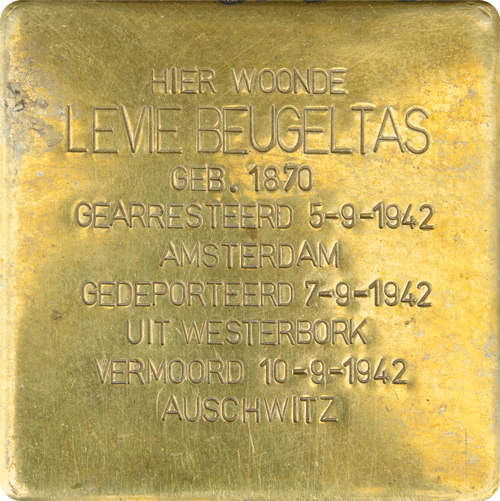 HIER WOONDE
LEVIE BEUGELTAS
GEB. 1870
GEARRESTEERD 5-9-1942
AMSTERDAM
GEDEPORTEERD 7-9-1942
UIT WESTERBORK
VERMOORD 10-9-1942
AUSCHWITZ